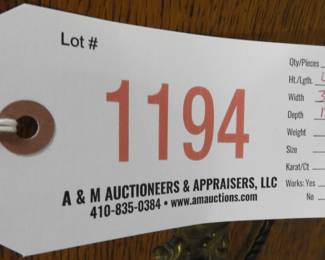 Lot #
1194
A & M AUCTIONEERS & APPRAISERS, LLC
410-835-0384 • www.amauctions.com
Qty/Pieces
Ht./Lgth.
Width 3
Depth
Weight
Size
Karat/Ct
Works: Yes
No